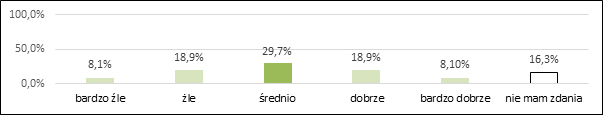 100,0%
50,0%
0,0%
8,1%
18,9%
29,7%
18,9%
8,10%
16,3%
bardzo źle
źle
średnio
dobrze
bardzo dobrze
nie mam zdania